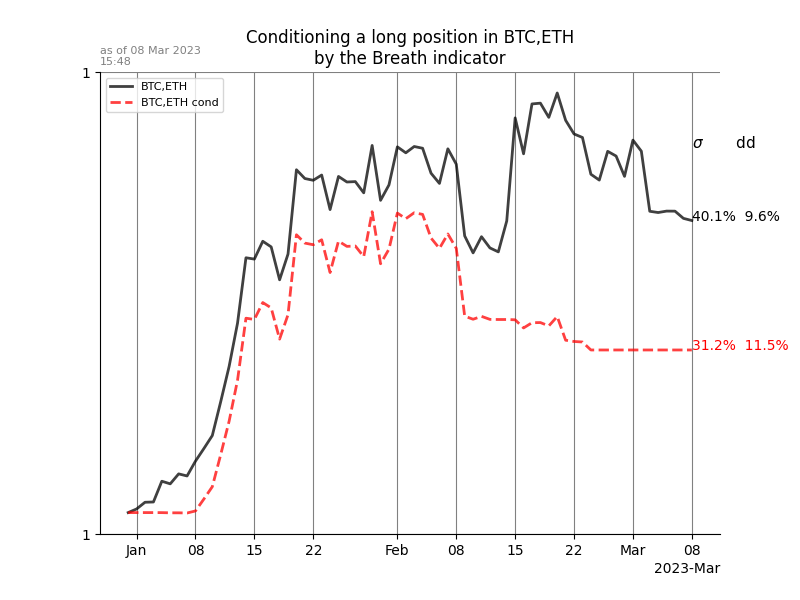 Conditioning a long position in BTC,ETH
by the Breath indicator
as of 08 Mar 2023
15:48
1
BTC,ETH
BTC,ETH cond
σ dd
40.1% 9.6%
31.2% 11.5%
1
Jan 08 15 22 Feb 08 15 22 Mar 08
2023-Mar